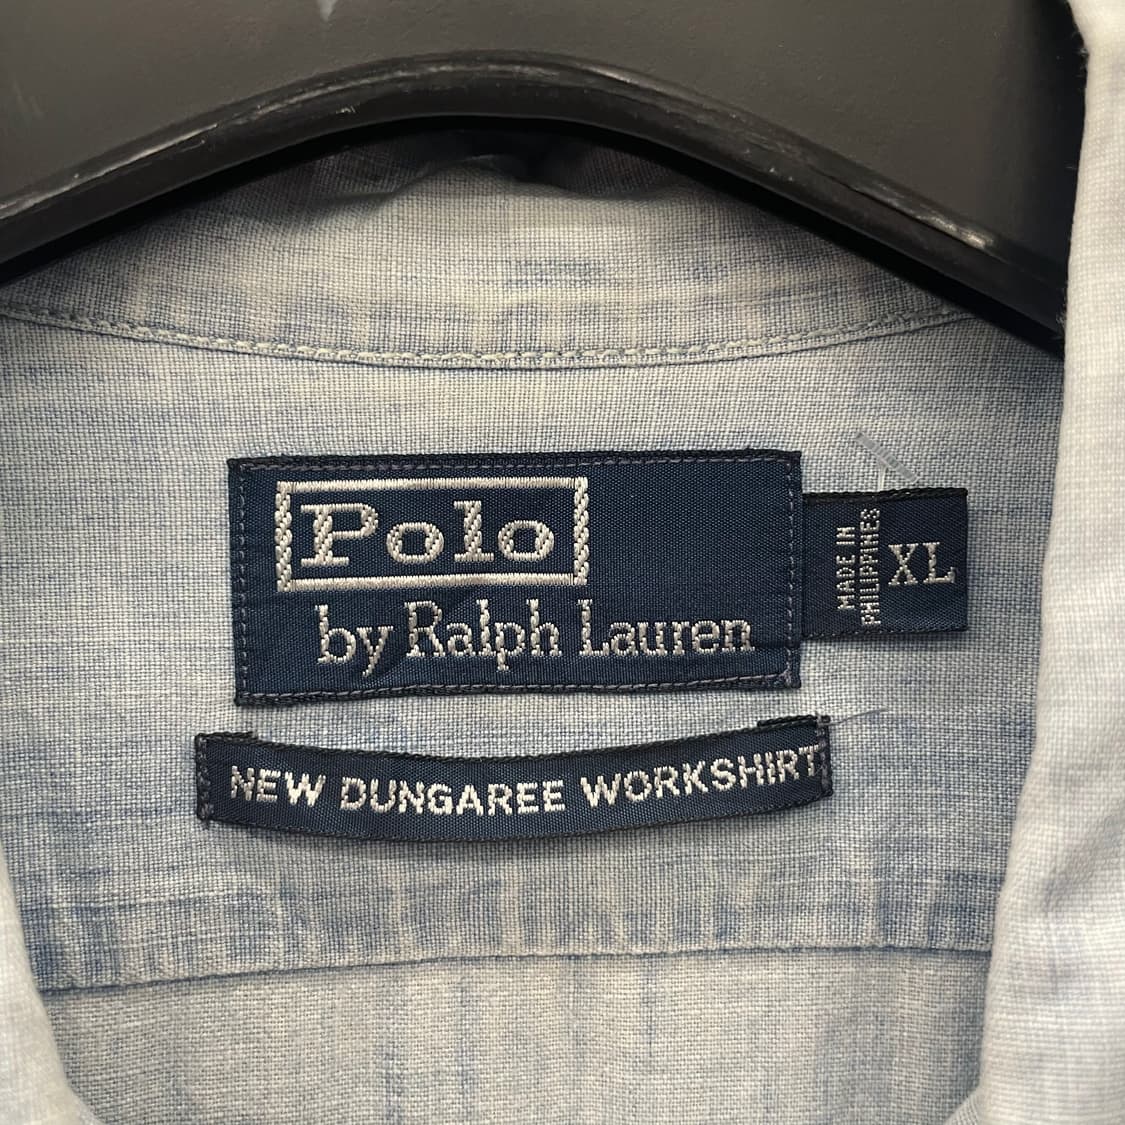 Polo
by Ralph Lauren
MADE IN
PHILIPPINES
XL
NEW DUNGAREE WORKSHIRT